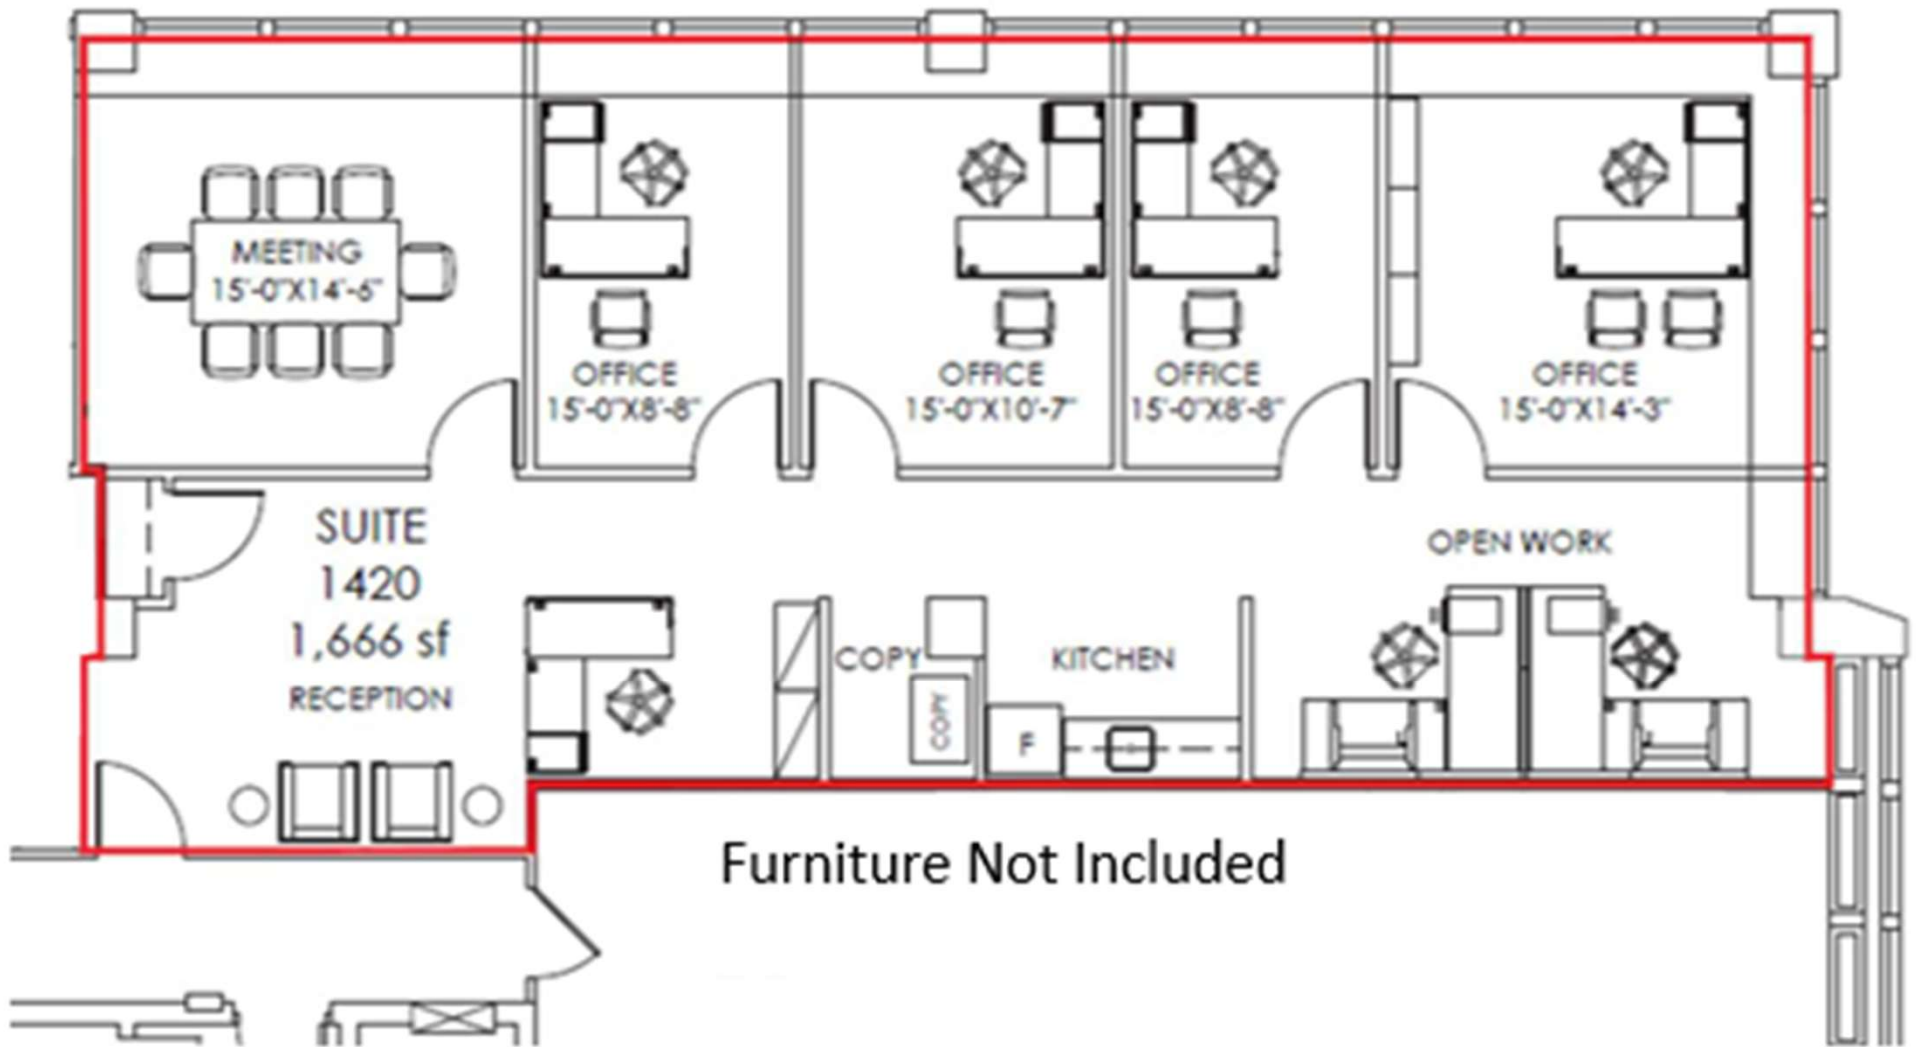 MEETING
15'-0"X14'-6"
OFFICE
15'-0"X8'-8"
OFFICE
15'-0"X10'-7"
OFFICE
15'-0"X8'-8"
OFFICE
15'-0"X14'-3"
SUITE
1420
1,666 sf
RECEPTION
OPEN WORK
COPY
COPY
KITCHEN
F
Furniture Not Included